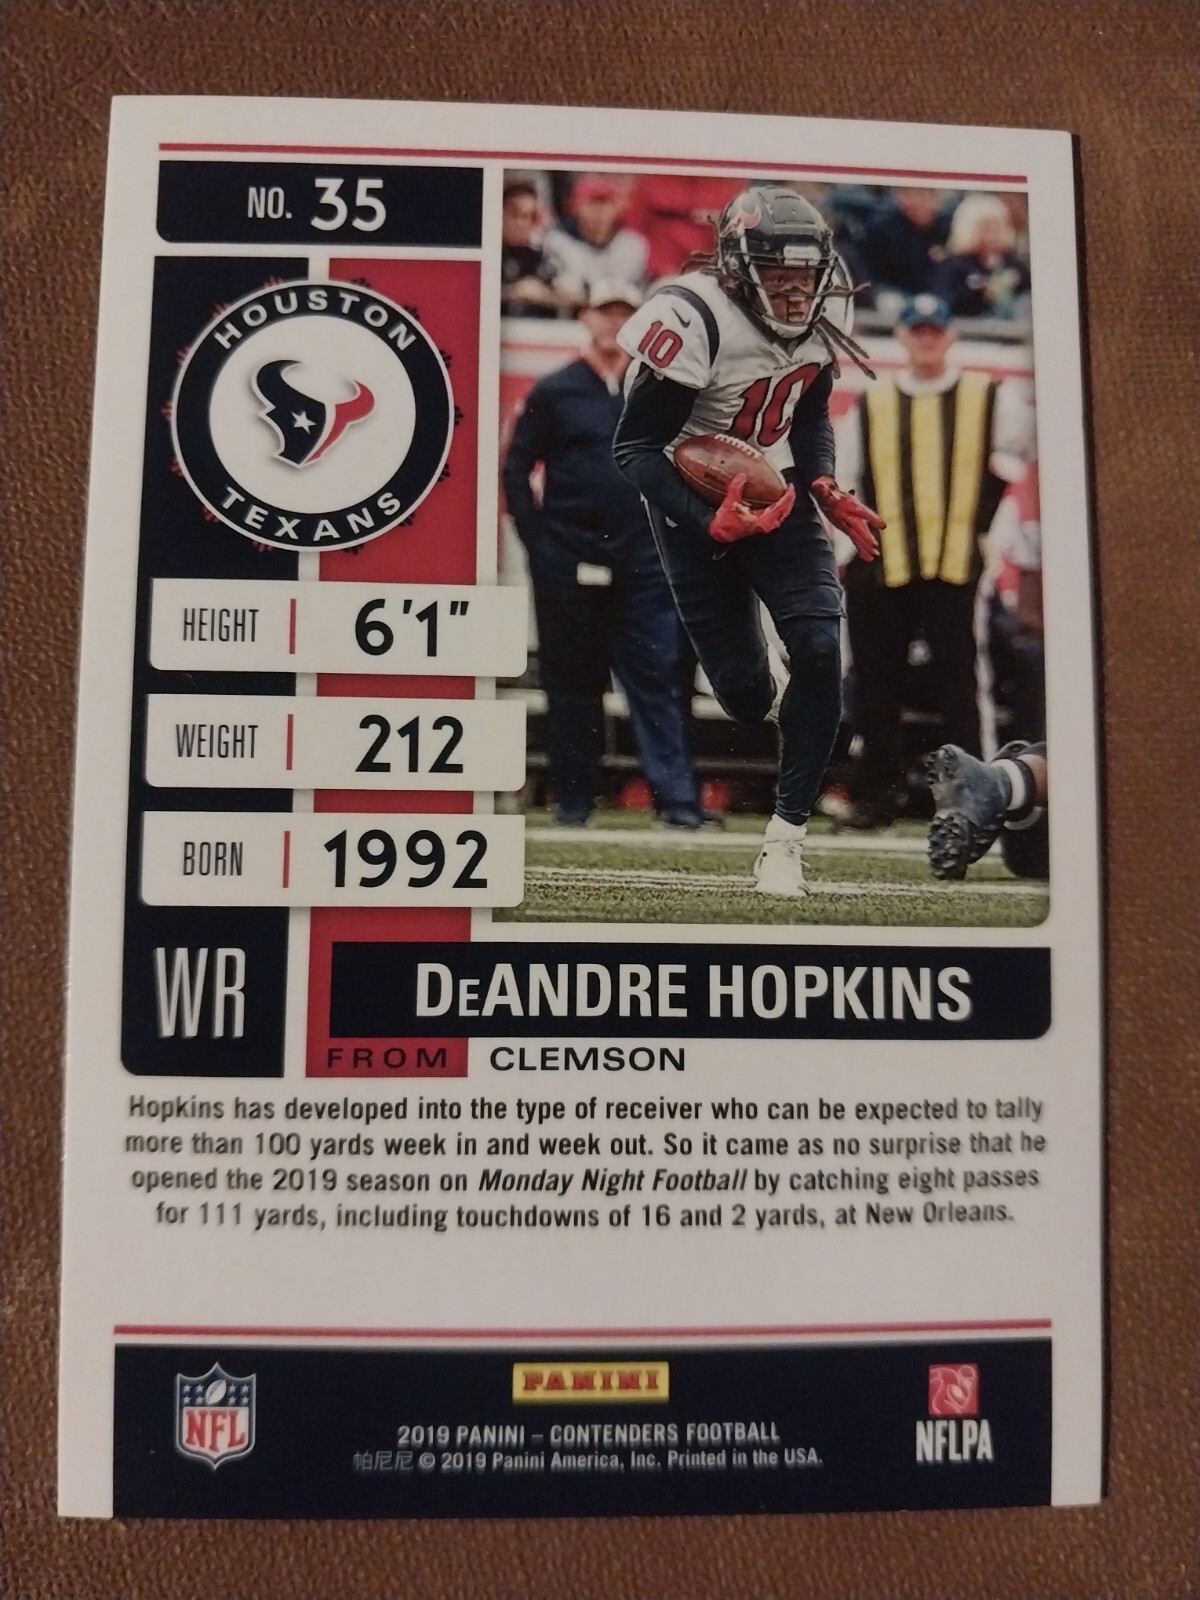 NO. 35
HOUSTON
TEXANS
10
10
HEIGHT | 6'1"
WEIGHT | 212
BORN | 1992
WR
DeANDRE HOPKINS
FROM CLEMSON
Hopkins has developed into the type of receiver who can be expected to tally
more than 100 yards week in and week out. So it came as no surprise that he
opened the 2019 season on Monday Night Football by catching eight passes
for 111 yards, including touchdowns of 16 and 2 yards, at New Orleans.
NFL
PANINI
2019 PANINI – CONTENDERS FOOTBALL
帕尼尼 © 2019 Panini America, Inc. Printed in the USA.
NFLPA